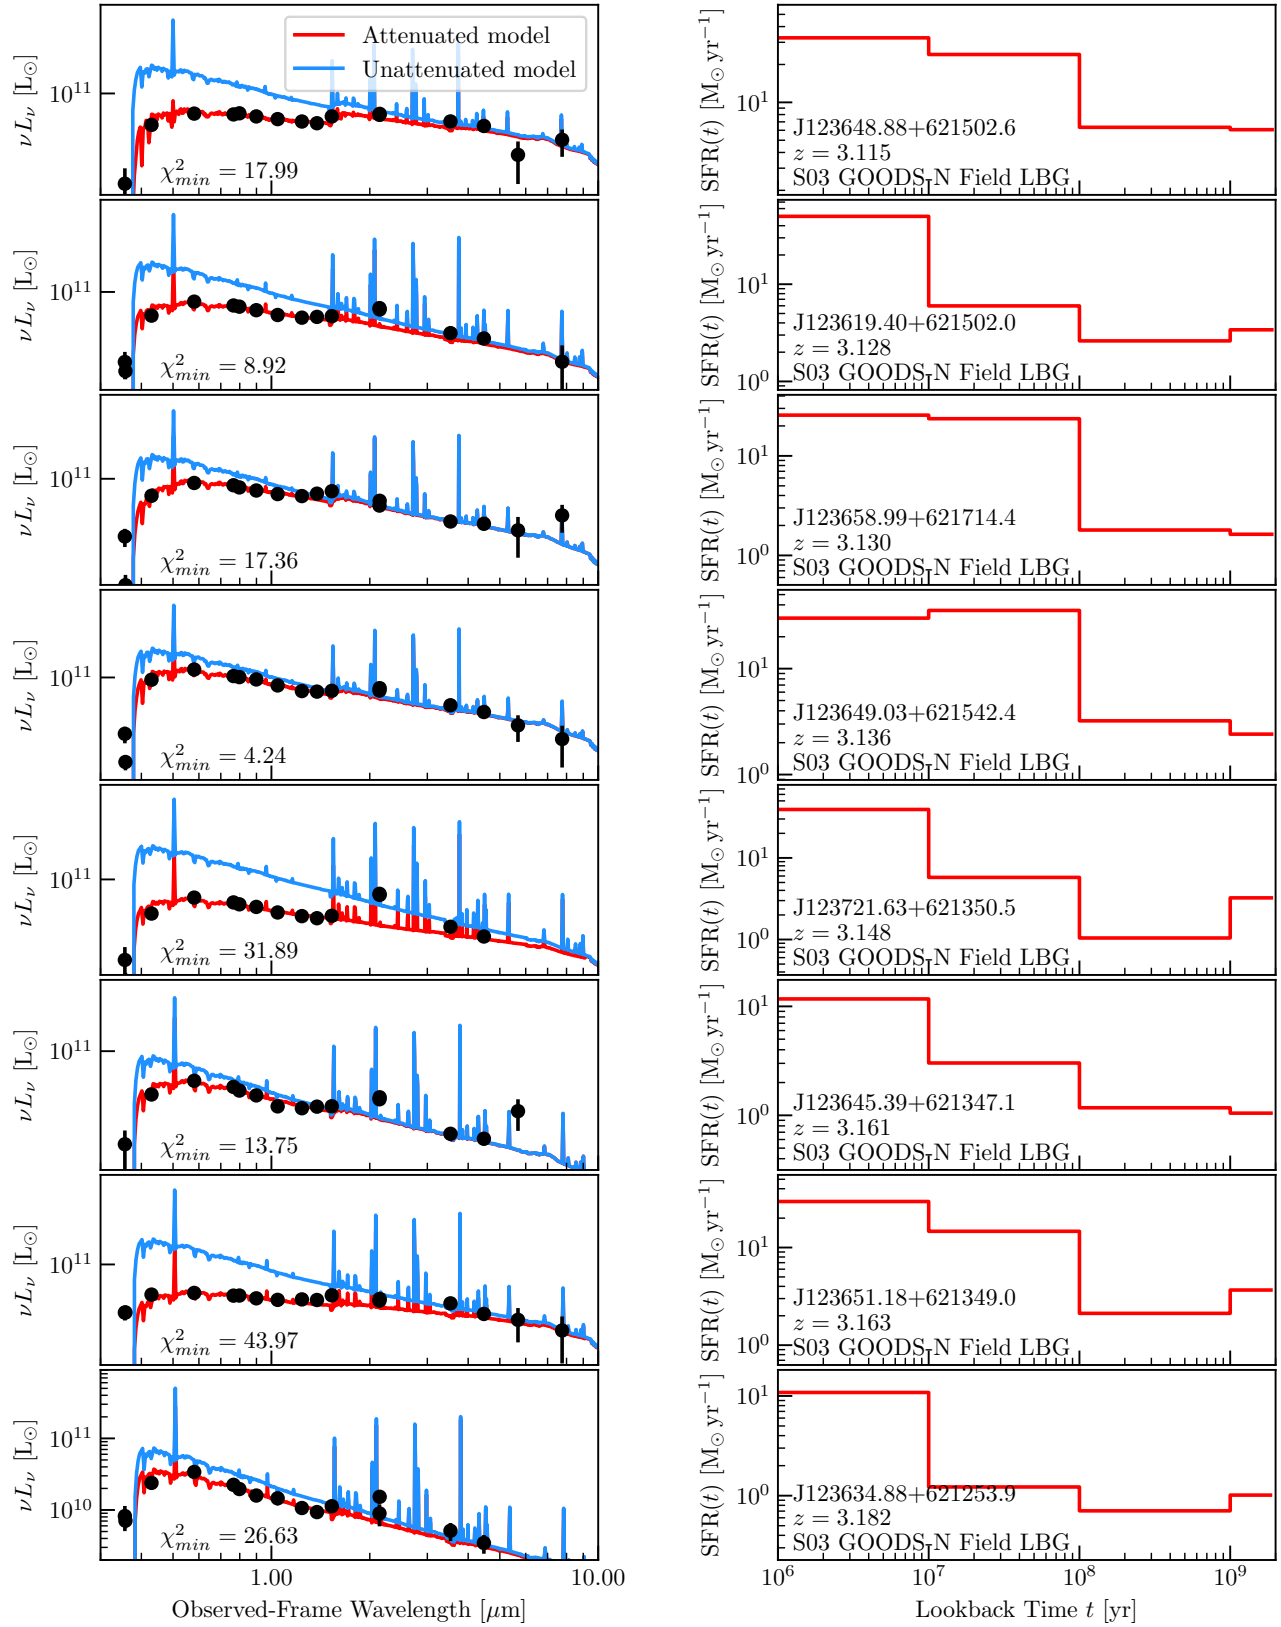 Attenuated model
Unattenuated model
νLν [L⊙]
10^11
χ²min = 17.99
SFR(t) [M⊙ yr⁻¹]
10^1
J123648.88+621502.6
z = 3.115
S03 GOODS-N Field LBG
νLν [L⊙]
10^11
χ²min = 8.92
SFR(t) [M⊙ yr⁻¹]
10^1
10^0
J123619.40+621502.0
z = 3.128
S03 GOODS-N Field LBG
νLν [L⊙]
10^11
χ²min = 17.36
SFR(t) [M⊙ yr⁻¹]
10^1
10^0
J123658.99+621714.4
z = 3.130
S03 GOODS-N Field LBG
νLν [L⊙]
10^11
χ²min = 4.24
SFR(t) [M⊙ yr⁻¹]
10^1
10^0
J123649.03+621542.4
z = 3.136
S03 GOODS-N Field LBG
νLν [L⊙]
10^11
χ²min = 31.89
SFR(t) [M⊙ yr⁻¹]
10^1
10^0
J123721.63+621350.5
z = 3.148
S03 GOODS-N Field LBG
νLν [L⊙]
10^11
χ²min = 13.75
SFR(t) [M⊙ yr⁻¹]
10^1
10^0
J123645.39+621347.1
z = 3.161
S03 GOODS-N Field LBG
νLν [L⊙]
10^11
χ²min = 43.97
SFR(t) [M⊙ yr⁻¹]
10^1
10^0
J123651.18+621349.0
z = 3.163
S03 GOODS-N Field LBG
νLν [L⊙]
10^11
10^10
χ²min = 26.63
SFR(t) [M⊙ yr⁻¹]
10^1
10^0
J123634.88+621253.9
z = 3.182
S03 GOODS-N Field LBG
1.00 10.00
Observed-Frame Wavelength [μm]
10^6 10^7 10^8 10^9
Lookback Time t [yr]